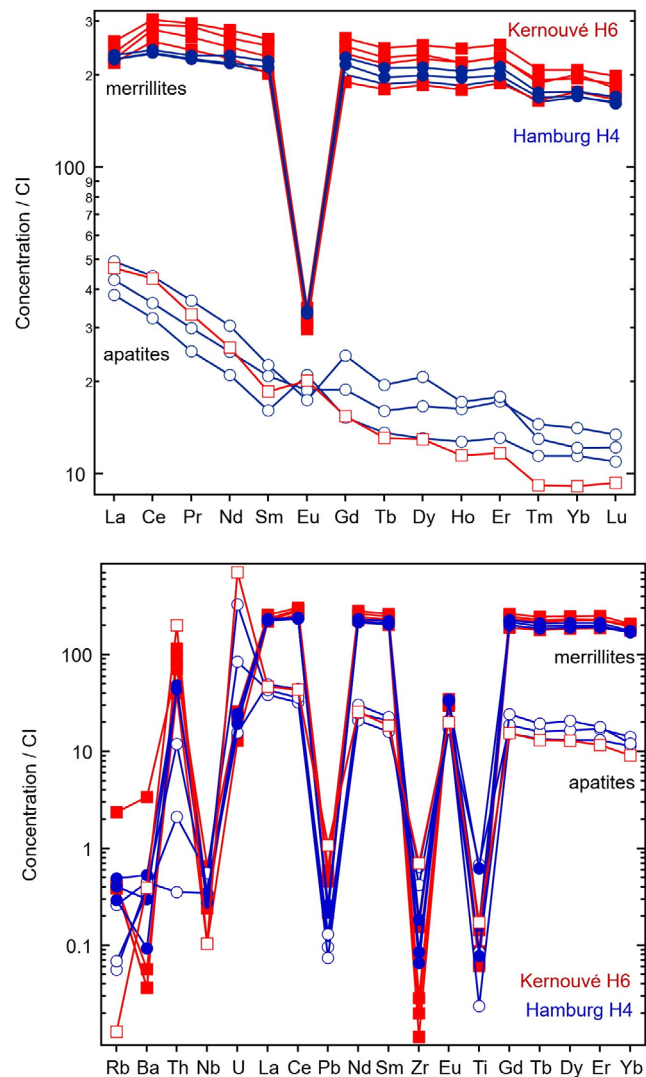 3
Kernouvé H6
2
merrillites
Hamburg H4
100
9
8
7
6
5
4
3
2
10
Concentration / CI
apatites
La Ce Pr Nd Sm Eu Gd Tb Dy Ho Er Tm Yb Lu
100
10
1
0.1
Concentration / CI
merrillites
apatites
Kernouvé H6
Hamburg H4
Rb Ba Th Nb U La Ce Pb Nd Sm Zr Eu Ti Gd Tb Dy Er Yb